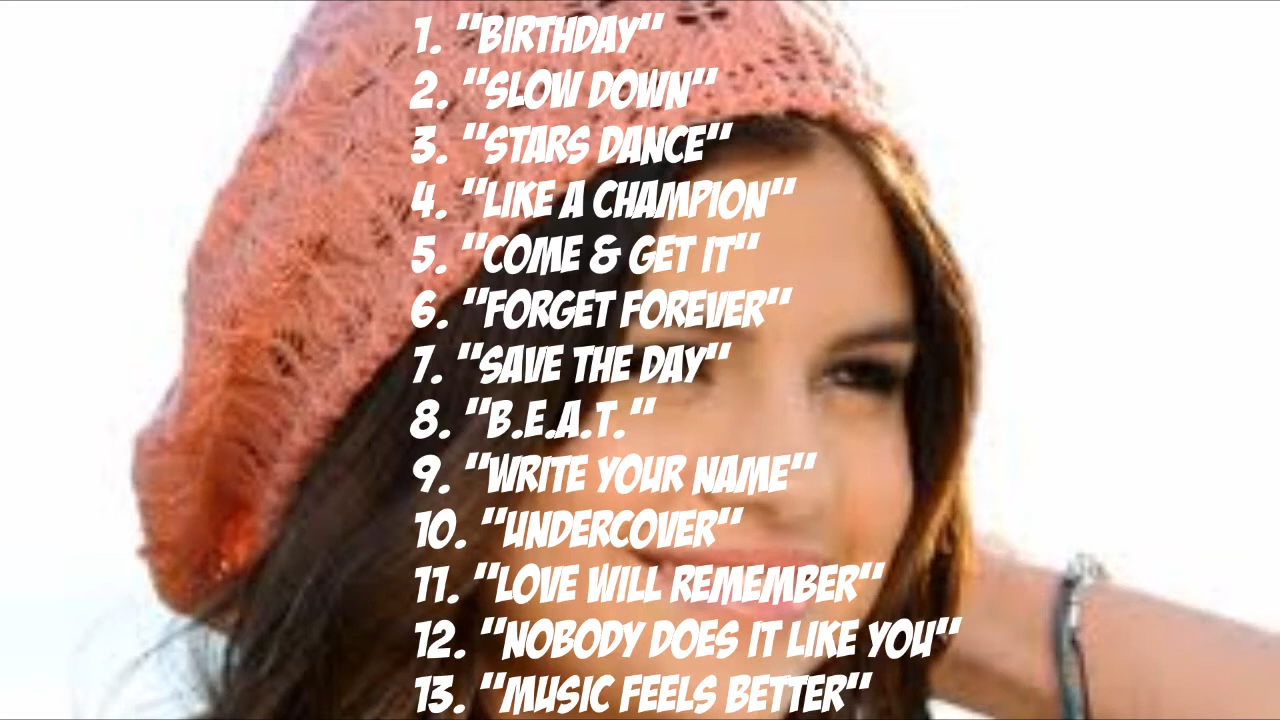 1. "BIRTHDAY"
2. "SLOW DOWN"
3. "STARS DANCE"
4. "LIKE A CHAMPION"
5. "COME & GET IT"
6. "FORGET FOREVER"
7. "SAVE THE DAY"
8. "B.E.A.T."
9. "WRITE YOUR NAME"
10. "UNDERCOVER"
11. "LOVE WILL REMEMBER"
12. "NOBODY DOES IT LIKE YOU"
13. "MUSIC FEELS BETTER"